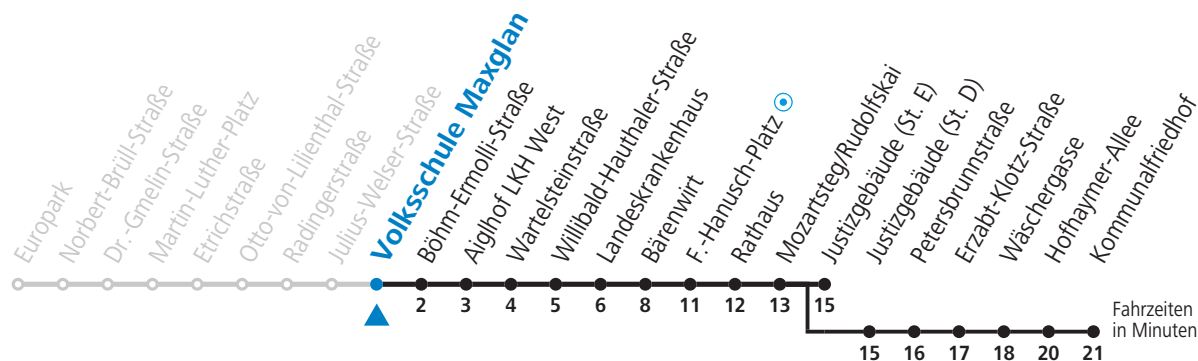 Europark
Norbert-Brüll-Straße
Dr.-Gmelin-Straße
Martin-Luther-Platz
Etrichstraße
Otto-von-Lilienthal-Straße
Radingerstraße
Julius-Welser-Straße
Volksschule Maxglan
Böhm-Ermolli-Straße
Aiglhof LKH West
Wartelsteinstraße
Willibald-Hauthaler-Straße
Landeskrankenhaus
Bärenwirt
F.-Hanusch-Platz
Rathaus
Mozartsteg/Rudolfskai
Justizgebäude (St. E)
Justizgebäude (St. D)
Petersbrunnstraße
Erzabt-Klotz-Straße
Wäschergasse
Hofhaymer-Allee
Kommunalfriedhof
2 3 4 5 6 8 11 12 13 15
15 16 17 18 20 21
Fahrzeiten
in Minuten